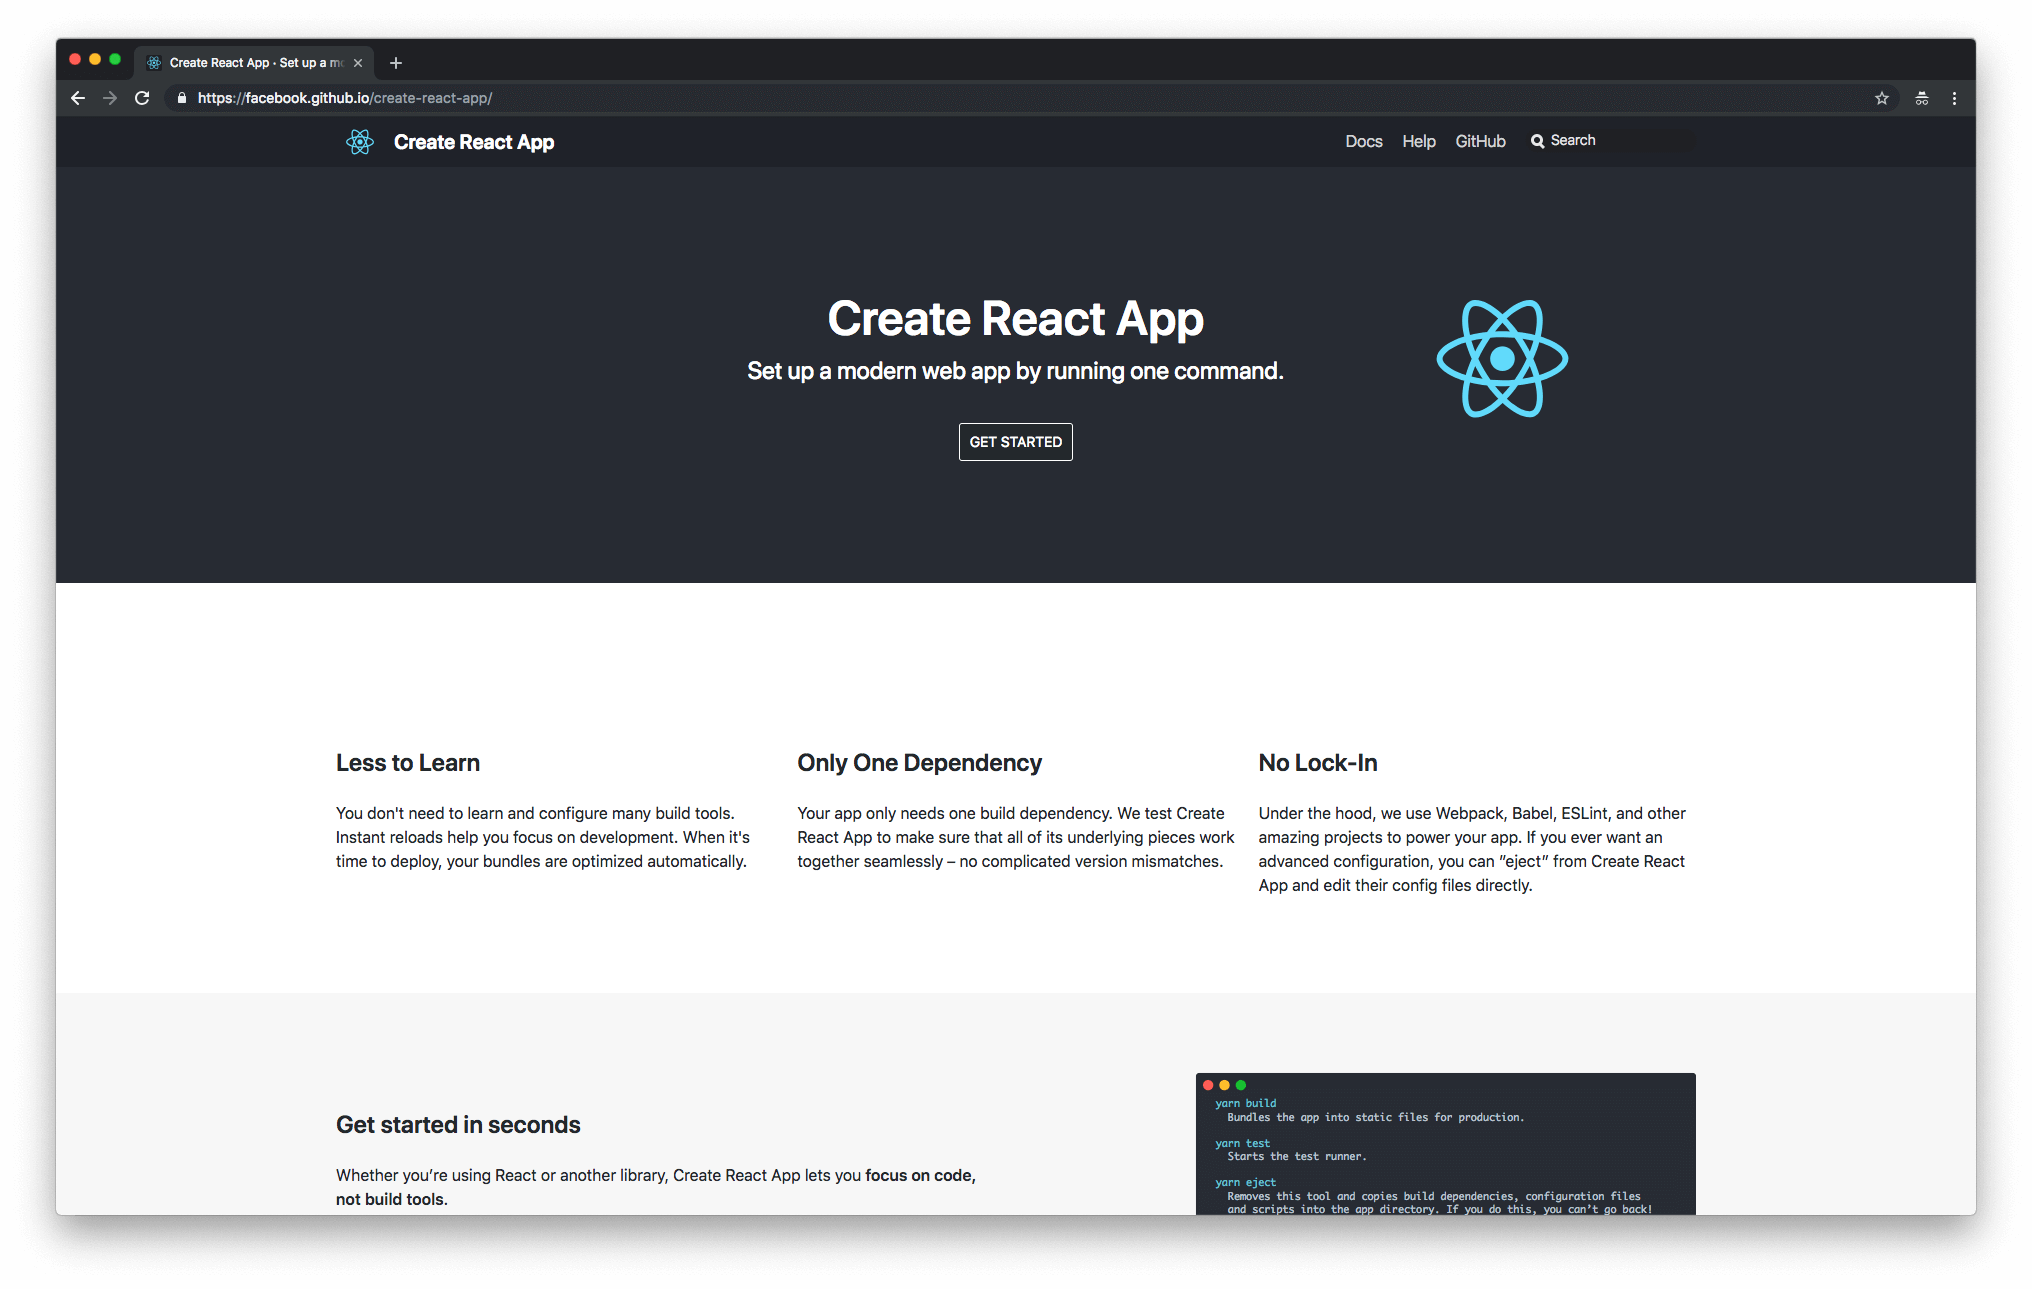 Create React App · Set up a mo
https://facebook.github.io/create-react-app/
Create React App
Docs Help GitHub Search
Create React App
Set up a modern web app by running one command.
GET STARTED
Less to Learn
You don't need to learn and configure many build tools.
Instant reloads help you focus on development. When it's
time to deploy, your bundles are optimized automatically.
Only One Dependency
Your app only needs one build dependency. We test Create
React App to make sure that all of its underlying pieces work
together seamlessly – no complicated version mismatches.
No Lock-In
Under the hood, we use Webpack, Babel, ESLint, and other
amazing projects to power your app. If you ever want an
advanced configuration, you can “eject” from Create React
App and edit their config files directly.
Get started in seconds
Whether you’re using React or another library, Create React App lets you focus on code,
not build tools.
yarn build
Bundles the app into static files for production.
yarn test
Starts the test runner.
yarn eject
Removes this tool and copies build dependencies, configuration files
and scripts into the app directory. If you do this, you can’t go back!